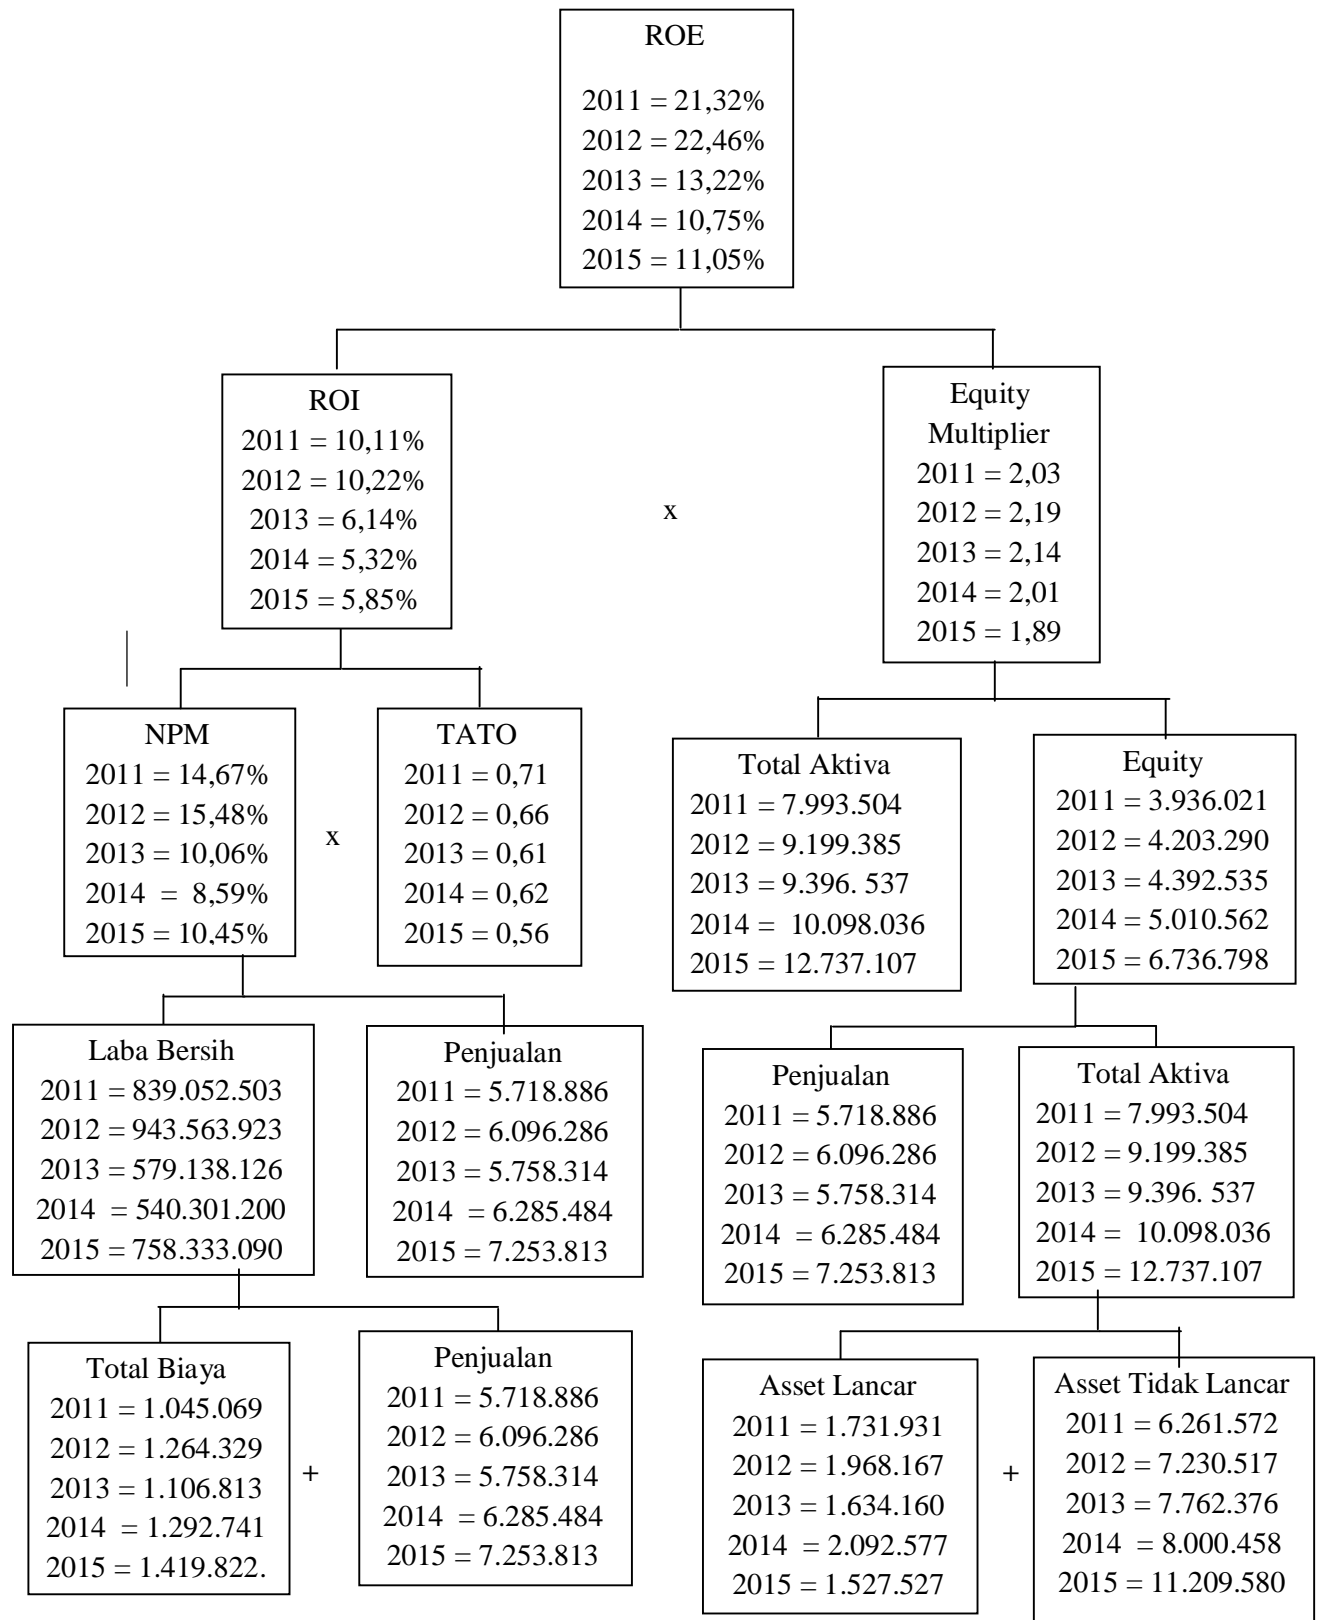 ROE
2011 = 21,32%
2012 = 22,46%
2013 = 13,22%
2014 = 10,75%
2015 = 11,05%
ROI
2011 = 10,11%
2012 = 10,22%
2013 = 6,14%
2014 = 5,32%
2015 = 5,85%
x
Equity
Multiplier
2011 = 2,03
2012 = 2,19
2013 = 2,14
2014 = 2,01
2015 = 1,89
NPM
2011 = 14,67%
2012 = 15,48%
2013 = 10,06%
2014 = 8,59%
2015 = 10,45%
x
TATO
2011 = 0,71
2012 = 0,66
2013 = 0,61
2014 = 0,62
2015 = 0,56
Total Aktiva
2011 = 7.993.504
2012 = 9.199.385
2013 = 9.396. 537
2014 = 10.098.036
2015 = 12.737.107
Equity
2011 = 3.936.021
2012 = 4.203.290
2013 = 4.392.535
2014 = 5.010.562
2015 = 6.736.798
Laba Bersih
2011 = 839.052.503
2012 = 943.563.923
2013 = 579.138.126
2014 = 540.301.200
2015 = 758.333.090
Penjualan
2011 = 5.718.886
2012 = 6.096.286
2013 = 5.758.314
2014 = 6.285.484
2015 = 7.253.813
Penjualan
2011 = 5.718.886
2012 = 6.096.286
2013 = 5.758.314
2014 = 6.285.484
2015 = 7.253.813
Total Aktiva
2011 = 7.993.504
2012 = 9.199.385
2013 = 9.396. 537
2014 = 10.098.036
2015 = 12.737.107
Total Biaya
2011 = 1.045.069
2012 = 1.264.329
2013 = 1.106.813
2014 = 1.292.741
2015 = 1.419.822.
+
Penjualan
2011 = 5.718.886
2012 = 6.096.286
2013 = 5.758.314
2014 = 6.285.484
2015 = 7.253.813
Asset Lancar
2011 = 1.731.931
2012 = 1.968.167
2013 = 1.634.160
2014 = 2.092.577
2015 = 1.527.527
+
Asset Tidak Lancar
2011 = 6.261.572
2012 = 7.230.517
2013 = 7.762.376
2014 = 8.000.458
2015 = 11.209.580